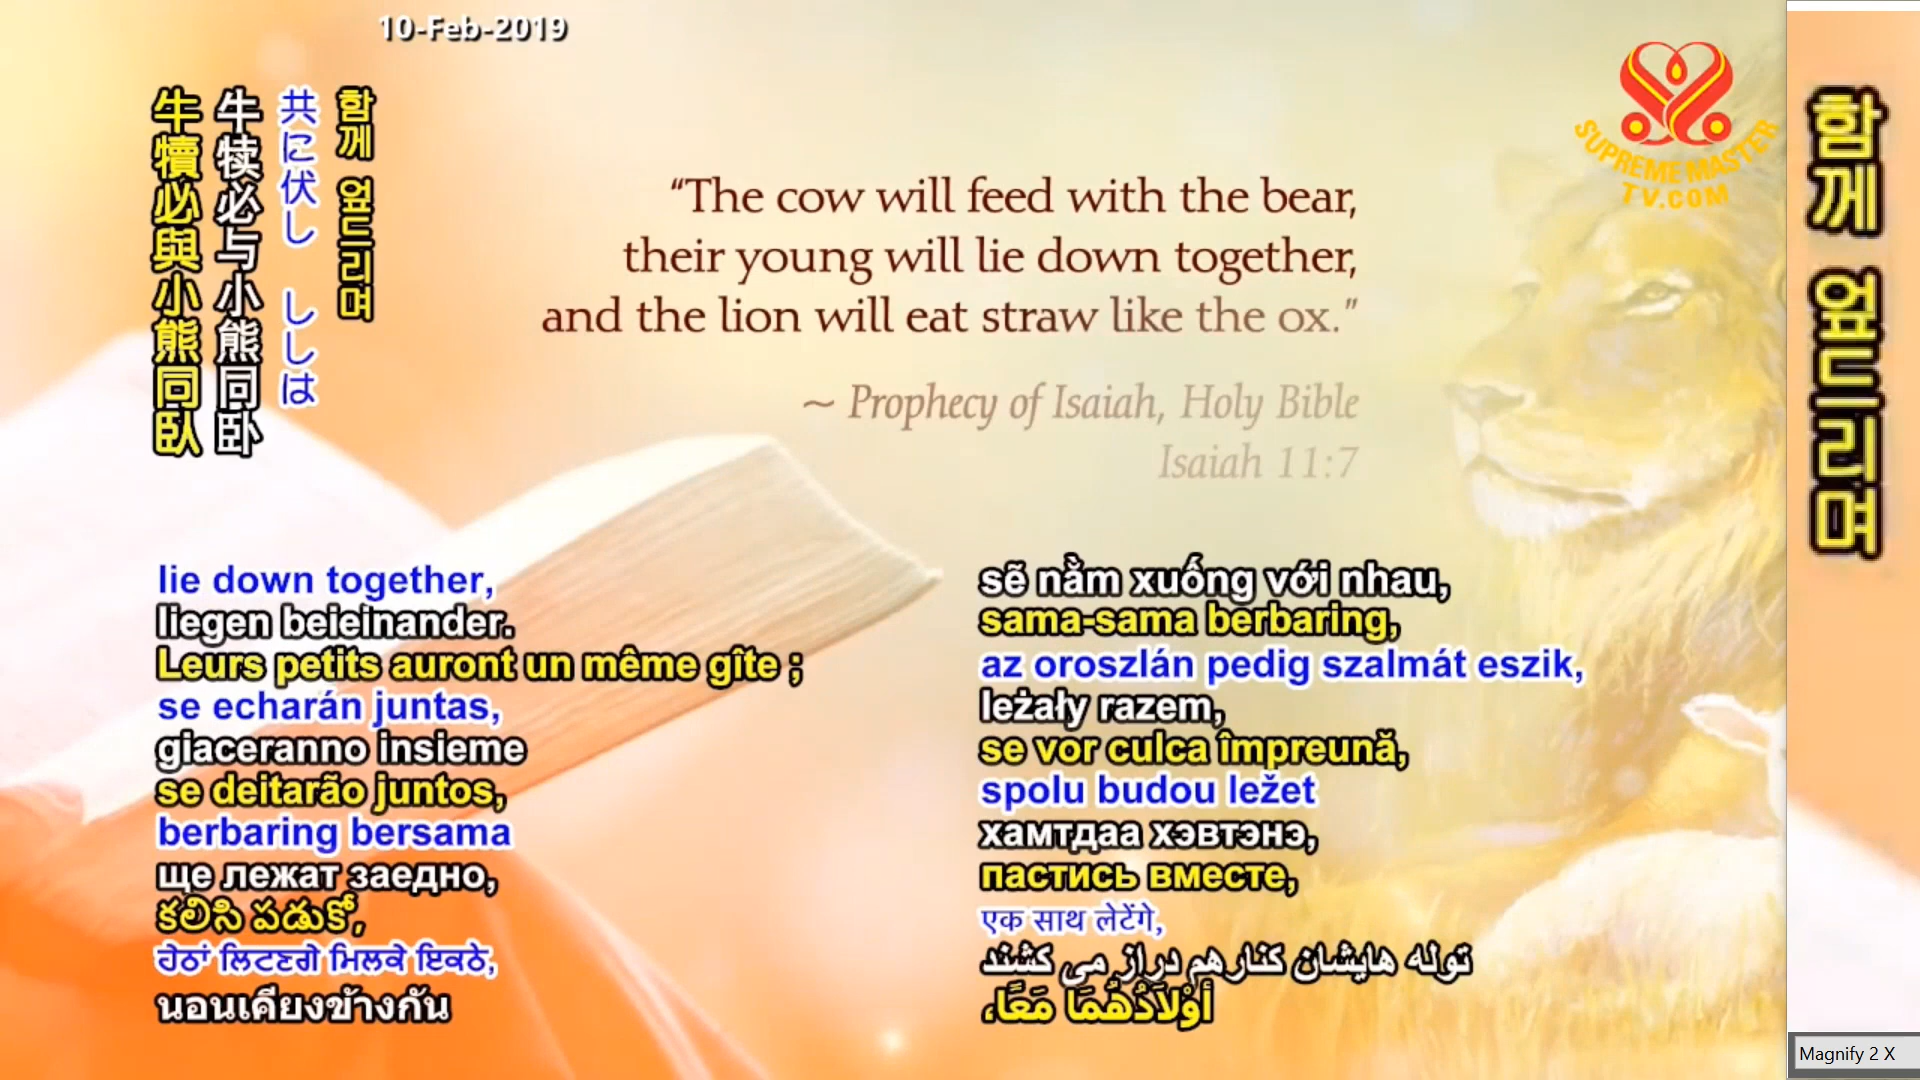 10-Feb-2019
牛犢必與小熊同臥
牛犊必与小熊同卧
共に伏し ししは
함께 엎드리며
SUPREME MASTER
TV.COM
“The cow will feed with the bear,
their young will lie down together,
and the lion will eat straw like the ox.”
~ Prophecy of Isaiah, Holy Bible
Isaiah 11:7
lie down together,
liegen beieinander.
Leurs petits auront un même gîte ;
se echarán juntas,
giaceranno insieme
se deitarão juntos,
berbaring bersama
ще лежат заедно,
కలిసి పడుకో,
ਹੇਠਾਂ ਲਿਟਣਗੇ ਮਿਲਕੇ ਇਕਠੇ,
นอนเคียงข้างกัน
sẽ nằm xuống với nhau,
sama-sama berbaring,
az oroszlán pedig szalmát eszik,
leżały razem,
se vor culca împreună,
spolu budou ležet
хамтдаа хэвтэнэ,
пастись вместе,
एक साथ लेटेंगे,
توله هایشان کنارهم دراز می کشند
أَوْلاَدُهُمَا مَعًا،
함께 엎드리며
Magnify 2 X